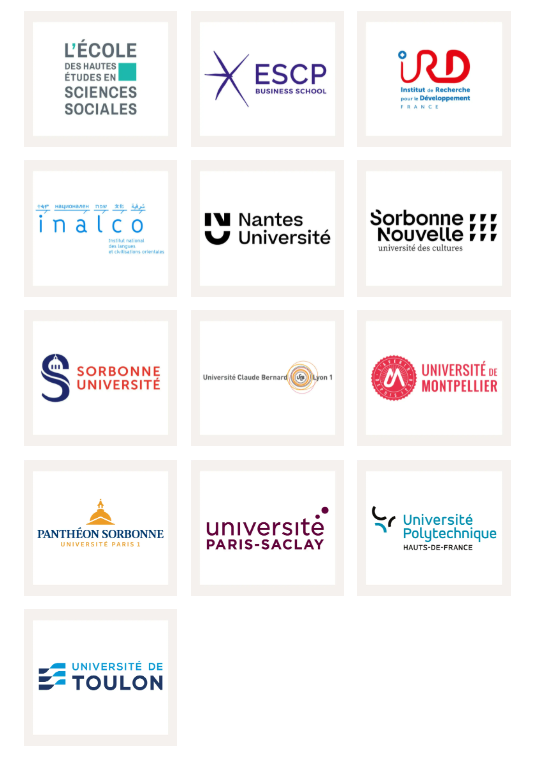 L'ÉCOLE
DES HAUTES
ÉTUDES EN
SCIENCES
SOCIALES
ESCP
BUSINESS SCHOOL
IRD
Institut de Recherche
pour le Développement
FRANCE
inalco
Institut national
des langues
et civilisations orientales
Nantes
Université
Sorbonne
Nouvelle
université des cultures
SORBONNE
UNIVERSITÉ
Université Claude Bernard Lyon 1
UNIVERSITÉ DE
MONTPELLIER
PANTHÉON SORBONNE
UNIVERSITÉ PARIS 1
université
PARIS-SACLAY
Université
Polytechnique
HAUTS-DE-FRANCE
UNIVERSITÉ DE
TOULON